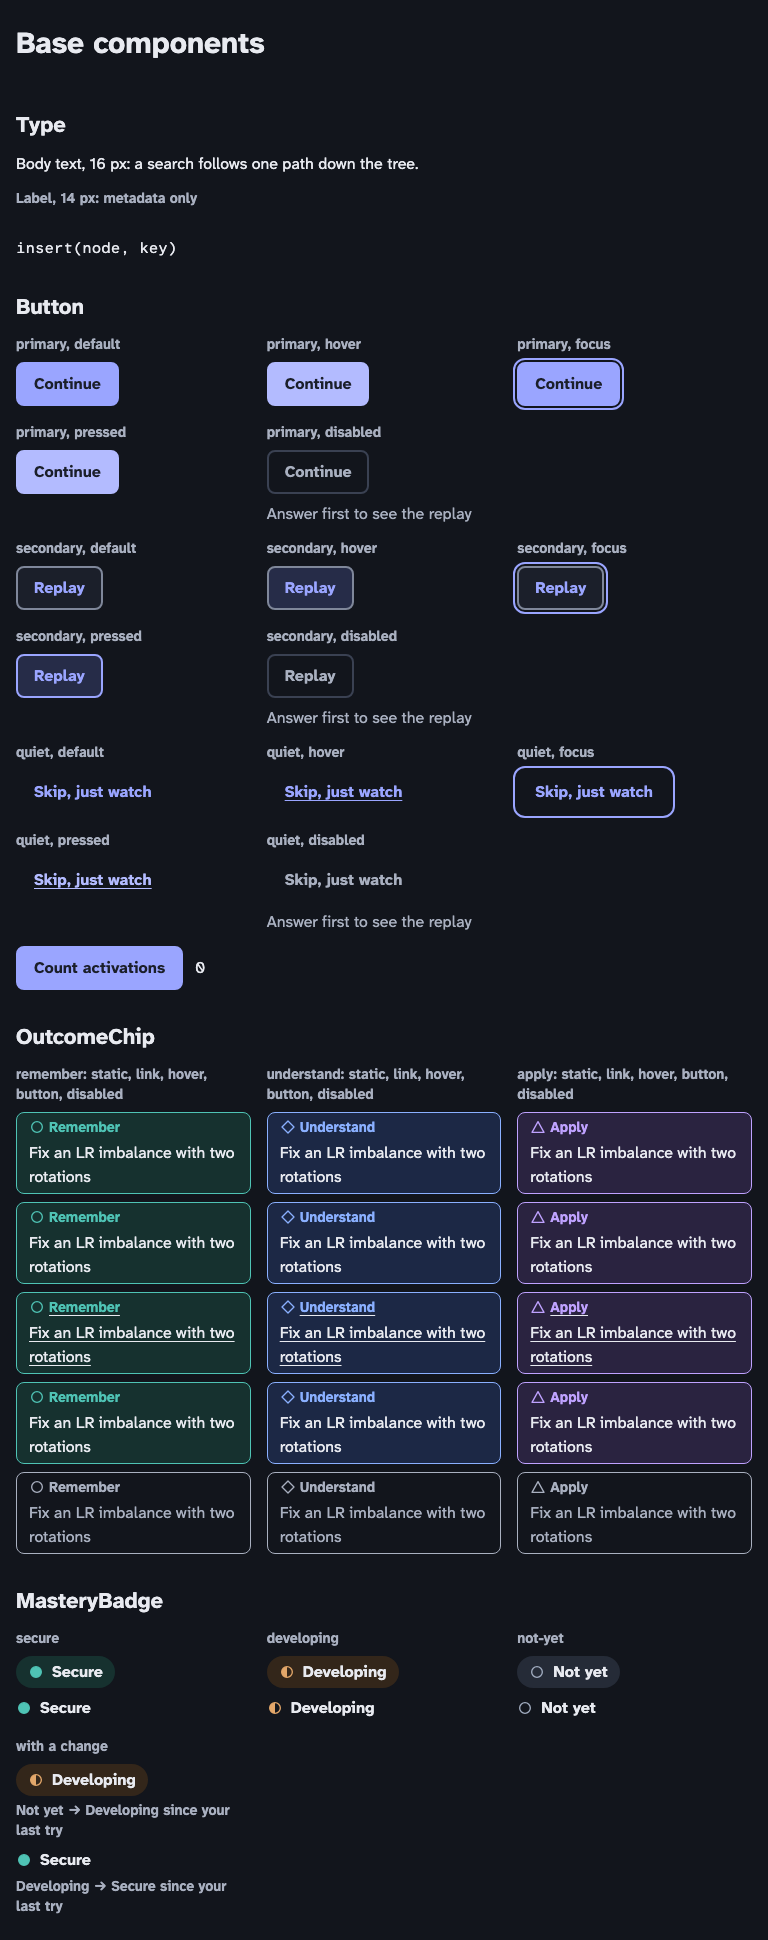 Base components
Type
Body text, 16 px: a search follows one path down the tree.
Label, 14 px: metadata only
insert(node, key)
Button
primary, default
primary, hover
primary, focus
Continue
Continue
Continue
primary, pressed
primary, disabled
Continue
Continue
Answer first to see the replay
secondary, default
secondary, hover
secondary, focus
Replay
Replay
Replay
secondary, pressed
secondary, disabled
Replay
Replay
Answer first to see the replay
quiet, default
quiet, hover
quiet, focus
Skip, just watch
Skip, just watch
Skip, just watch
quiet, pressed
quiet, disabled
Skip, just watch
Skip, just watch
Answer first to see the replay
Count activations
0
OutcomeChip
remember: static, link, hover,
button, disabled
understand: static, link, hover,
button, disabled
apply: static, link, hover, button,
disabled
Remember
Fix an LR imbalance with two
rotations
Understand
Fix an LR imbalance with two
rotations
Apply
Fix an LR imbalance with two
rotations
Remember
Fix an LR imbalance with two
rotations
Understand
Fix an LR imbalance with two
rotations
Apply
Fix an LR imbalance with two
rotations
Remember
Fix an LR imbalance with two
rotations
Understand
Fix an LR imbalance with two
rotations
Apply
Fix an LR imbalance with two
rotations
Remember
Fix an LR imbalance with two
rotations
Understand
Fix an LR imbalance with two
rotations
Apply
Fix an LR imbalance with two
rotations
Remember
Fix an LR imbalance with two
rotations
Understand
Fix an LR imbalance with two
rotations
Apply
Fix an LR imbalance with two
rotations
MasteryBadge
secure
developing
not-yet
Secure
Developing
Not yet
Secure
Developing
Not yet
with a change
Developing
Not yet → Developing since your
last try
Secure
Developing → Secure since your
last try